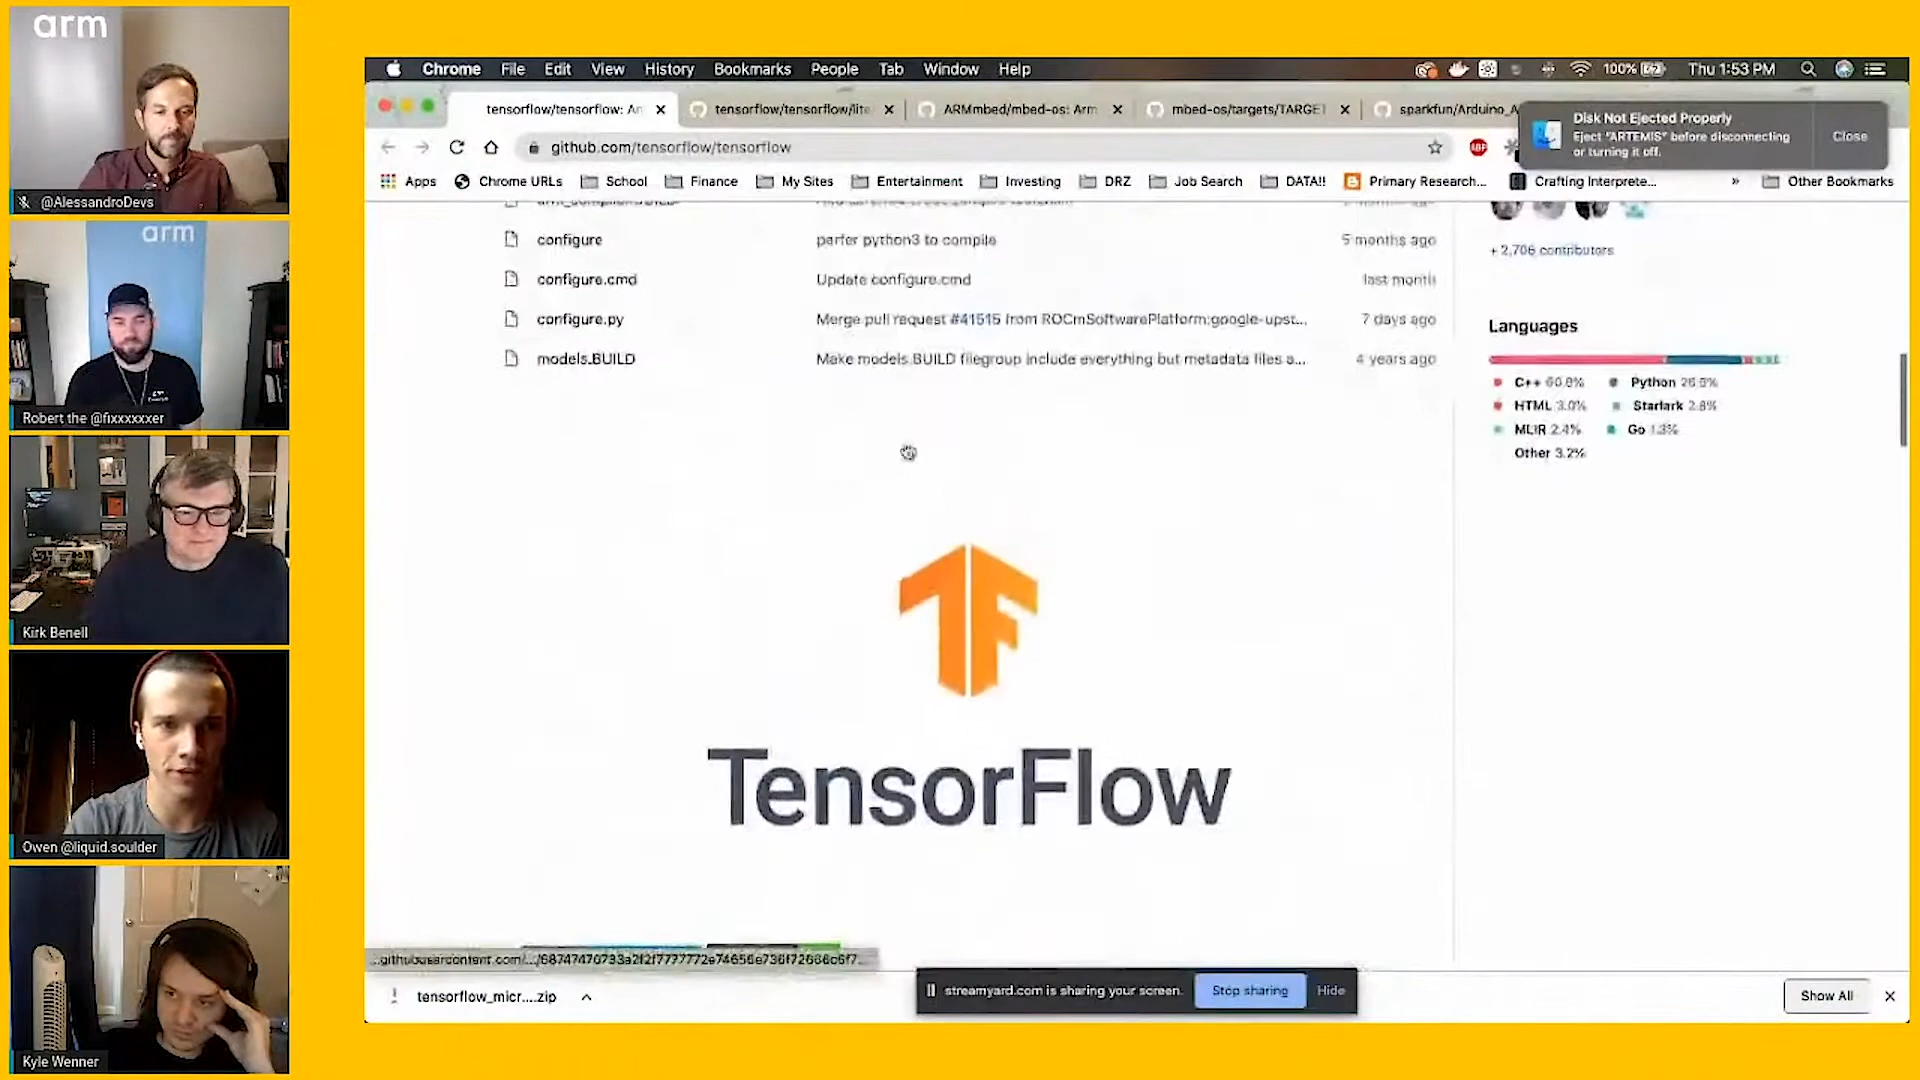 arm
@AlessandroDevs
arm
Robert the @fixxxxxxer
Kirk Benell
Owen @liquid.soulder
Kyle Wenner
Chrome File Edit View History Bookmarks People Tab Window Help
100% Thu 1:53 PM
tensorflow/tensorflow: An
tensorflow/tensorflow/lite
ARMmbed/mbed-os: Arm
mbed-os/targets/TARGET
sparkfun/Arduino_A
Disk Not Ejected Properly
Eject "ARTEMIS" before disconnecting
or turning it off.
Close
github.com/tensorflow/tensorflow
ABP
Apps Chrome URLs School Finance My Sites Entertainment Investing DRZ Job Search DATA!! Primary Research... Crafting Interprete... » Other Bookmarks
configure perfer python3 to compile 5 months ago
configure.cmd Update configure.cmd last month
configure.py Merge pull request #41515 from ROCmSoftwarePlatform:google-upst... 7 days ago
models.BUILD Make models.BUILD filegroup include everything but metadata files a... 4 years ago
+ 2,706 contributors
Languages
C++ 60.8% Python 26.5%
HTML 3.0% Starlark 2.8%
MLIR 2.4% Go 1.3%
Other 3.2%
TF
TensorFlow
tensorflow_micr....zip
streamyard.com is sharing your screen.
Stop sharing
Hide
Show All